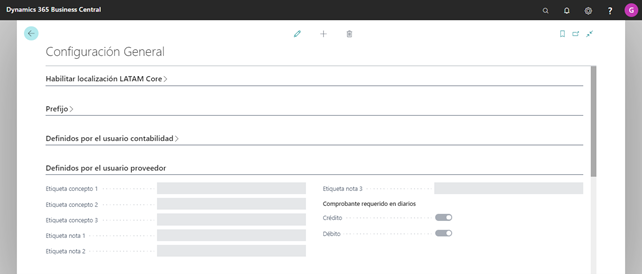 Dynamics 365 Business Central
G
Configuración General
Habilitar localización LATAM Core
Prefijo
Definidos por el usuario contabilidad
Definidos por el usuario proveedor
Etiqueta concepto 1
Etiqueta concepto 2
Etiqueta concepto 3
Etiqueta nota 1
Etiqueta nota 2
Etiqueta nota 3
Comprobante requerido en diarios
Crédito
Débito